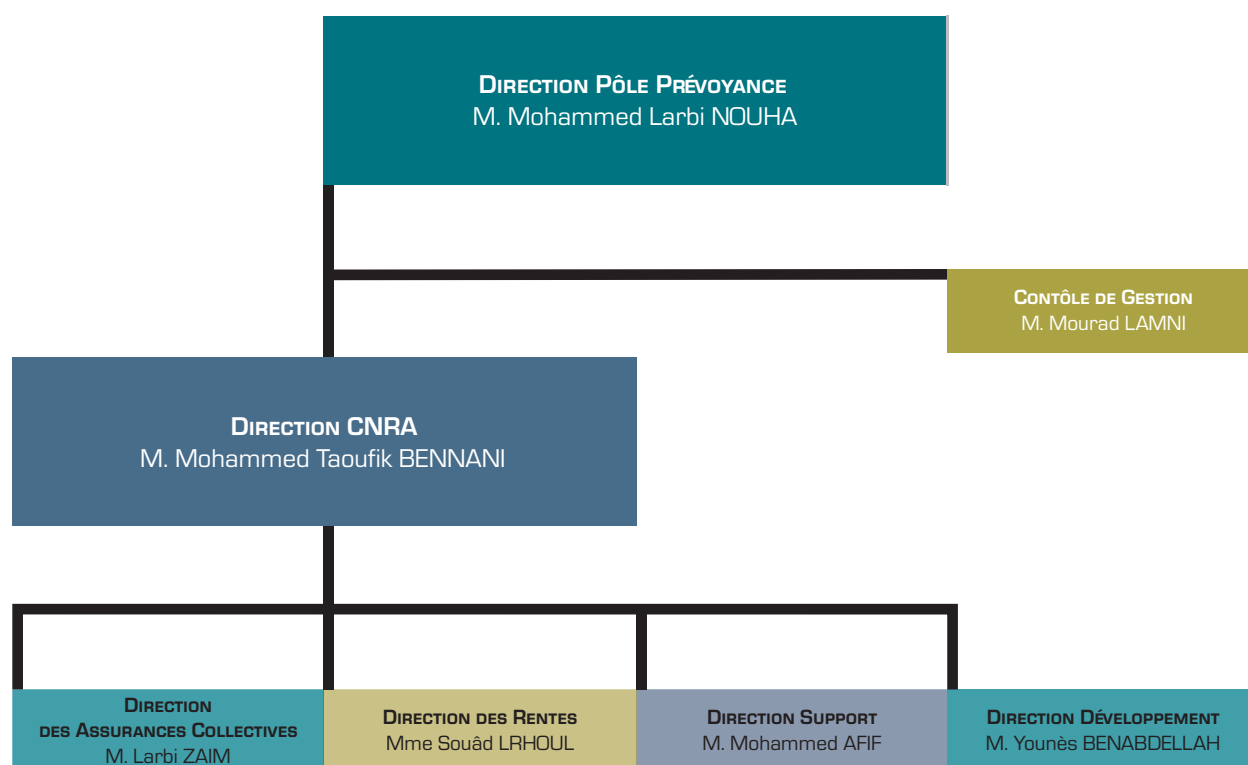 Direction Pôle Prévoyance
M. Mohammed Larbi NOUHA
Contôle de Gestion
M. Mourad LAMNI
Direction CNRA
M. Mohammed Taoufik BENNANI
Direction
des Assurances Collectives
M. Larbi ZAIM
Direction des Rentes
Mme Souâd LRHOUL
Direction Support
M. Mohammed AFIF
Direction Développement
M. Younès BENABDELLAH